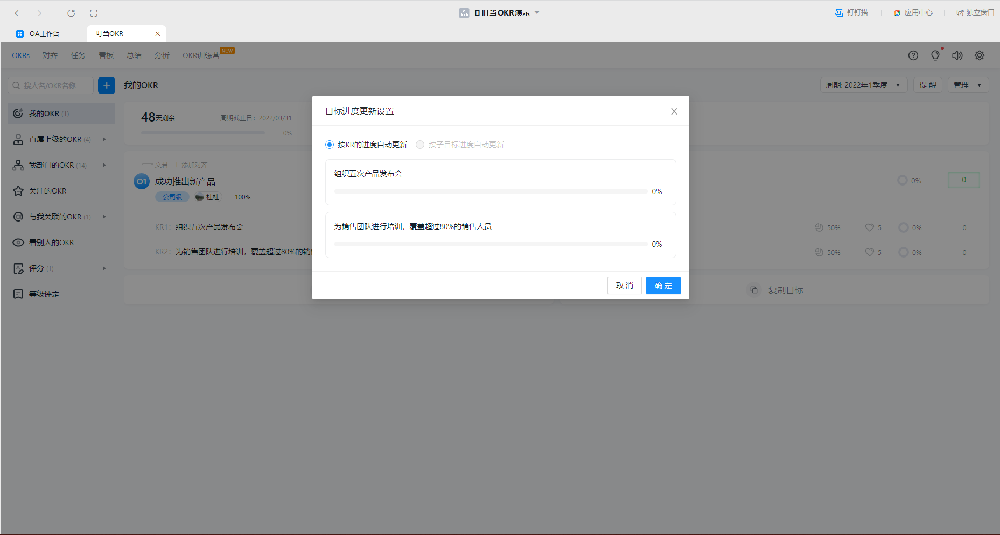 叮当OKR演示
钉钉搭
应用中心
独立窗口
OA工作台
叮当OKR
OKRs
对齐
任务
看板
总结
分析
OKR训练营
NEW
搜人名/OKR名称
我的OKR
周期: 2022年1季度
提 醒
管理
我的OKR (1)
直属上级的OKR (4)
我部门的OKR (14)
关注的OKR
与我关联的OKR (1)
看别人的OKR
评分 (1)
等级评定
48天剩余
周期截止日：2022/03/31
0%
文君
+ 添加对齐
O1
成功推出新产品
公司级
杜杜
100%
0%
0
KR1：
组织五次产品发布会
50%
5
0%
0
KR2：
为销售团队进行培训，覆盖超过80%的销
50%
5
0%
0
复制目标
目标进度更新设置
按KR的进度自动更新
按子目标进度自动更新
组织五次产品发布会
0%
为销售团队进行培训，覆盖超过80%的销售人员
0%
取 消
确 定